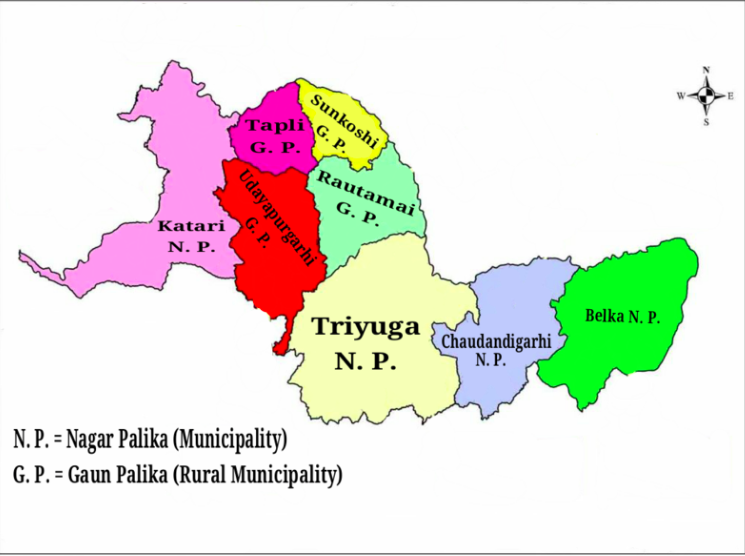 N
W E
S
Sunkoshi
G. P.
Tapli
G. P.
Rautamai
G. P.
Udayapurgarhi
G. P.
Katari
N. P.
Triyuga
N. P.
Chaudandigarhi
N. P.
Belka N. P.
N. P. = Nagar Palika (Municipality)
G. P. = Gaun Palika (Rural Municipality)